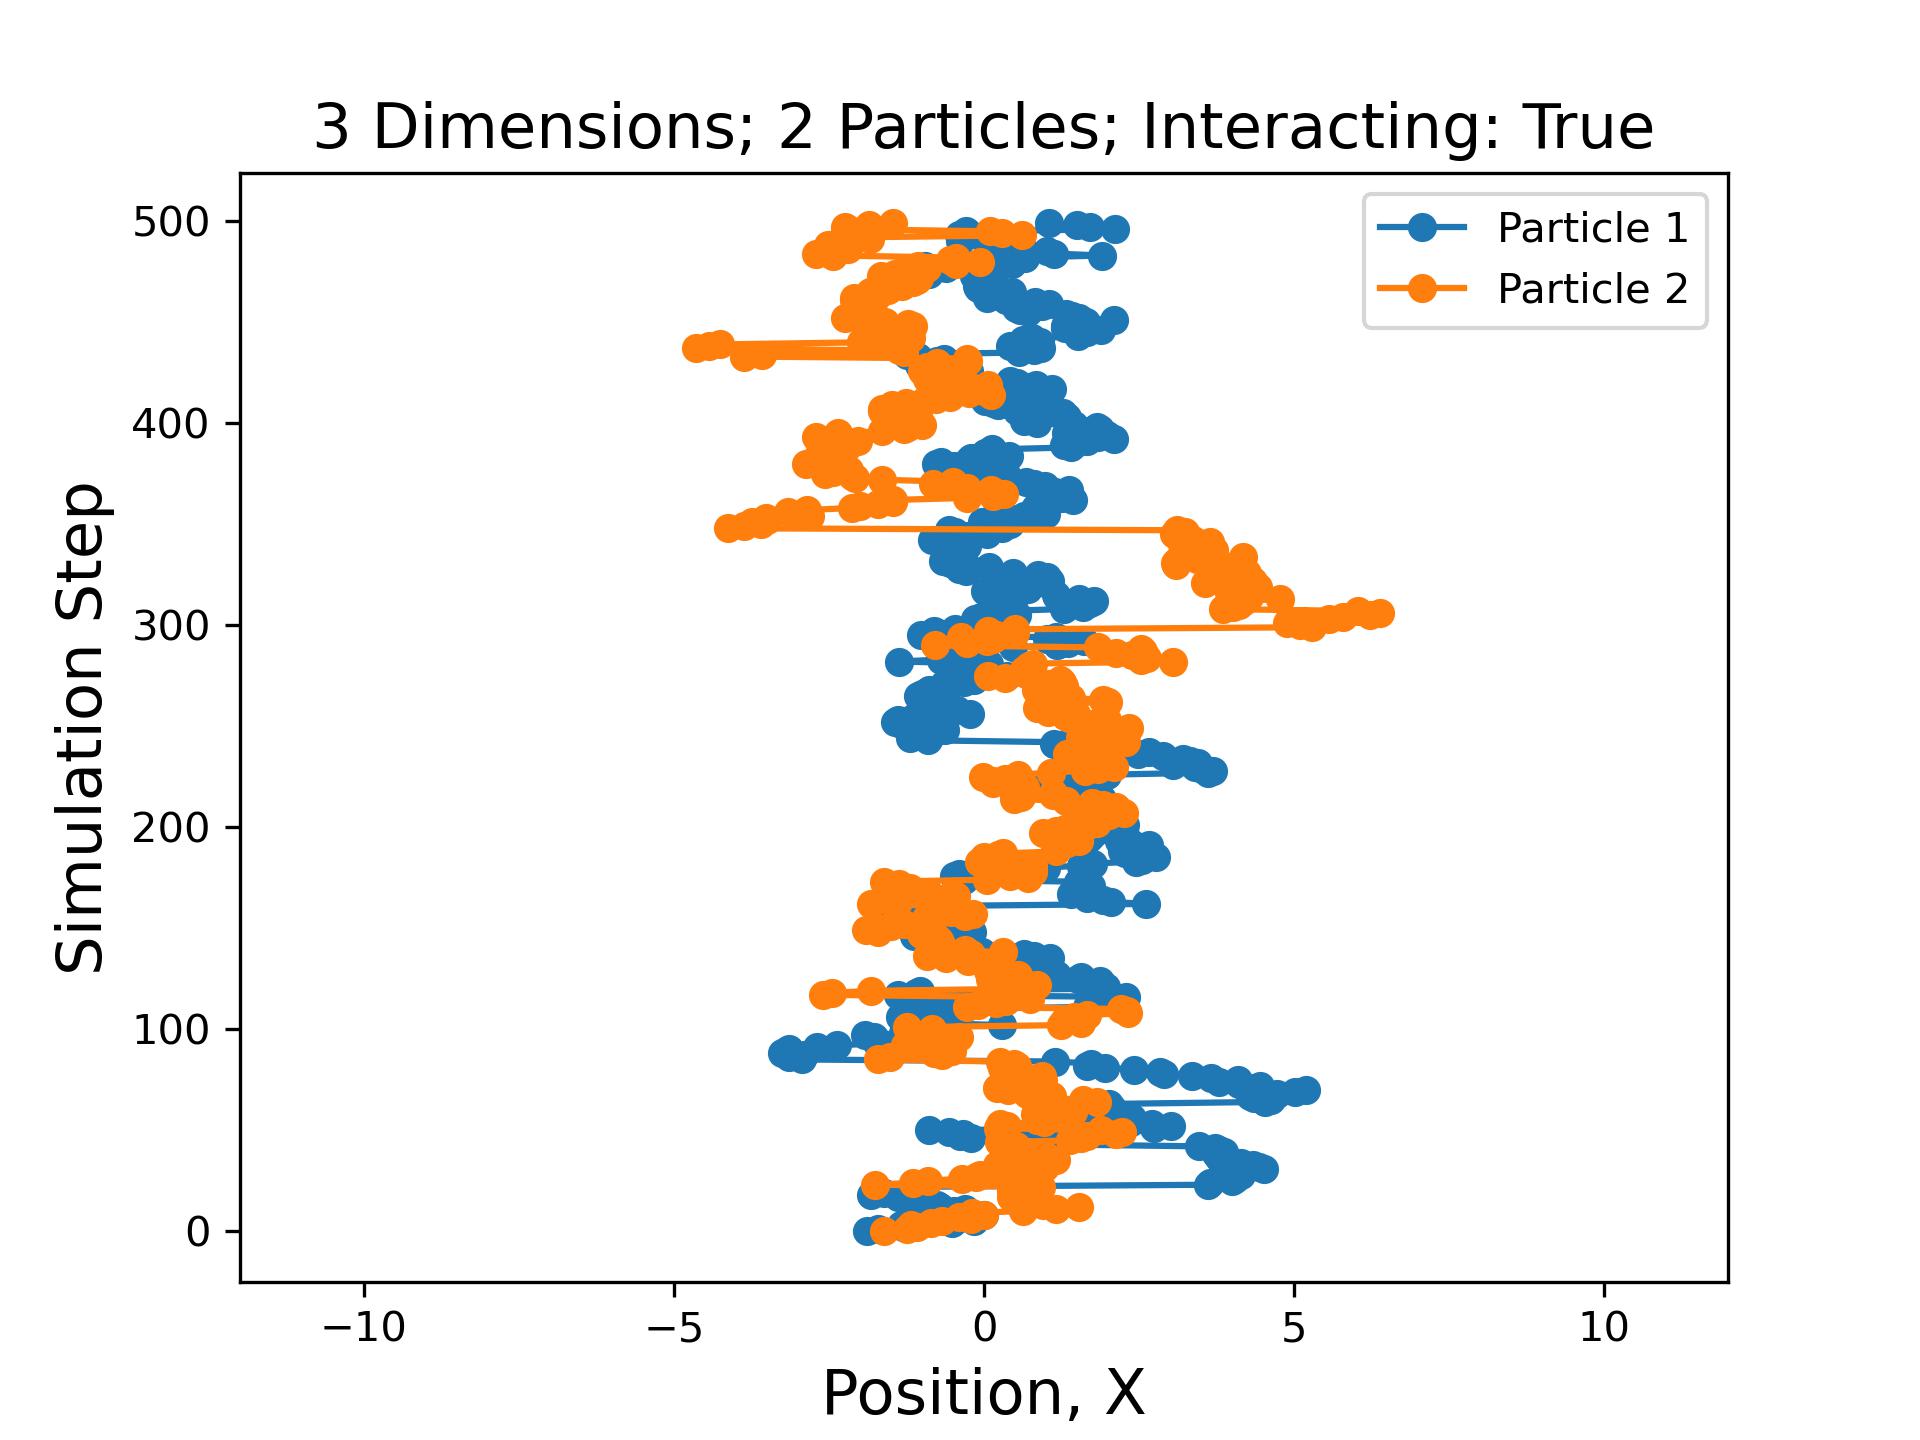 3 Dimensions; 2 Particles; Interacting: True
Particle 1
Particle 2
500
400
300
200
100
0
Simulation Step
−10
−5
0
5
10
Position, X